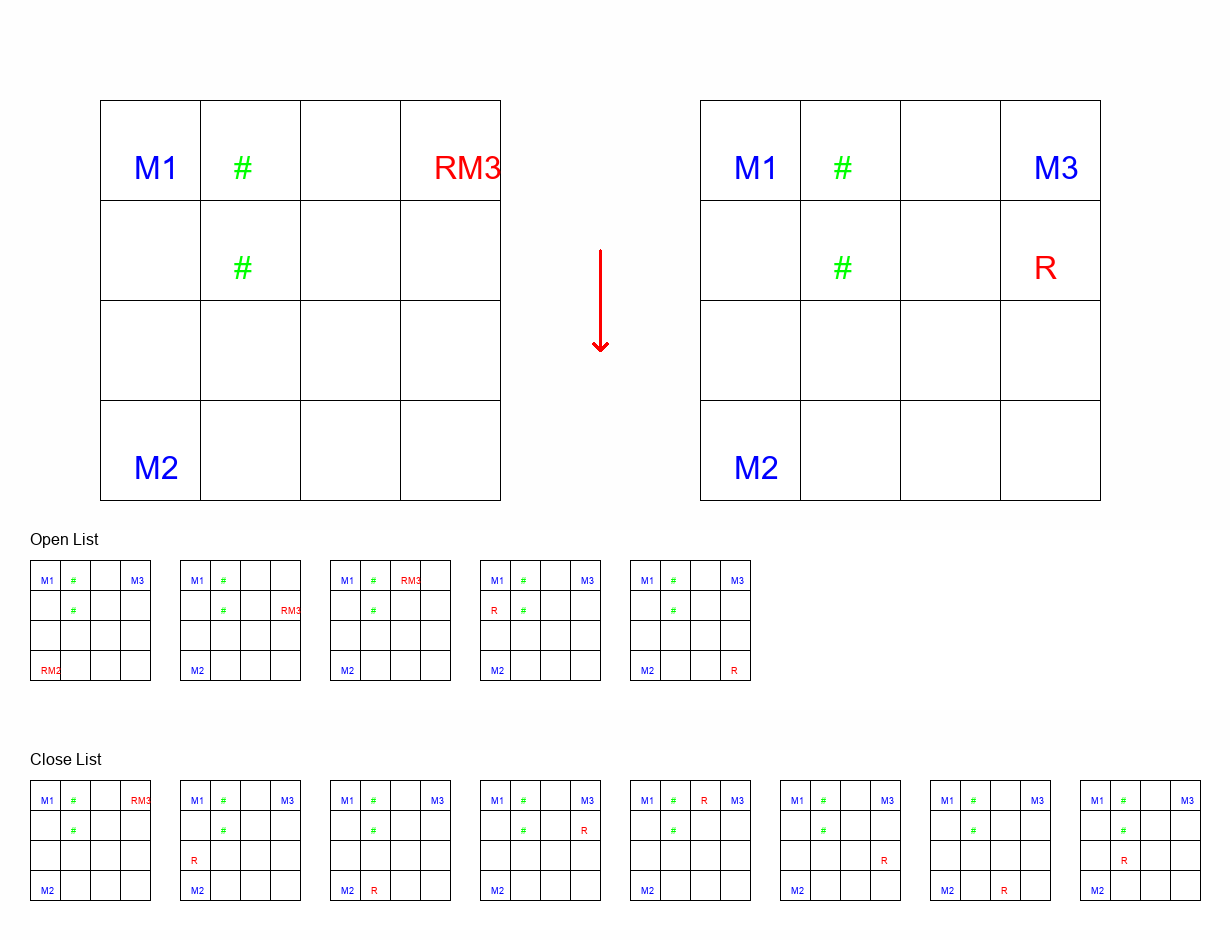 M1 # RM3 M1 # M3
# # R
M2 M2
Open List
M1 # M3 M1 # M1 # RM3 M1 # M3 M1 # M3
# # RM3 # R # #
RM2 M2 M2 M2 M2 R
Close List
M1 # RM3 M1 # M3 M1 # M3 M1 # M3 M1 # R M3 M1 # M3 M1 # M3 M1 # M3
# # # # R # # # #
R R R
M2 M2 M2 R M2 M2 M2 M2 R M2